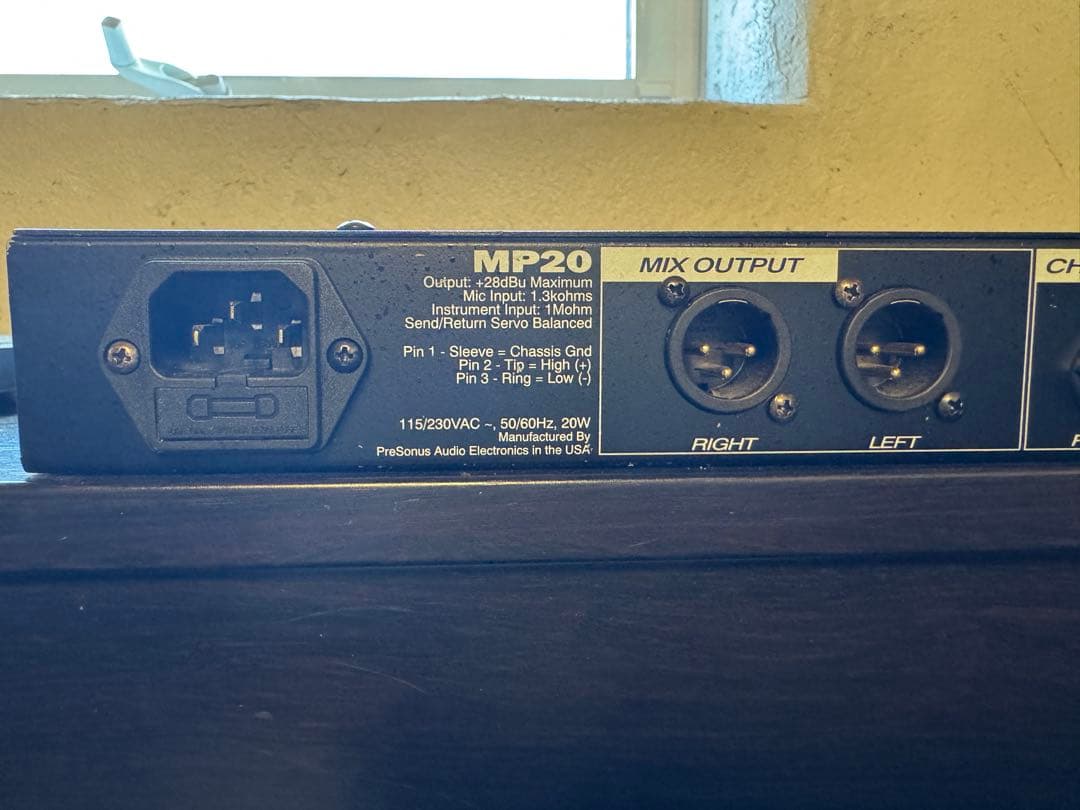 MP20
Output: +28dBu Maximum
Mic Input: 1.3kohms
Instrument Input: 1Mohm
Send/Return Servo Balanced
Pin 1 - Sleeve = Chassis Gnd
Pin 2 - Tip = High (+)
Pin 3 - Ring = Low (-)
115/230VAC ~, 50/60Hz, 20W
Manufactured By
PreSonus Audio Electronics in the USA
MIX OUTPUT
RIGHT
LEFT
CH